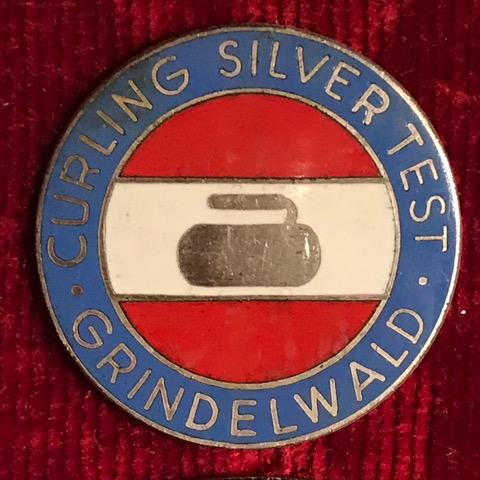 CURLING SILVER TEST
· GRINDELWALD ·